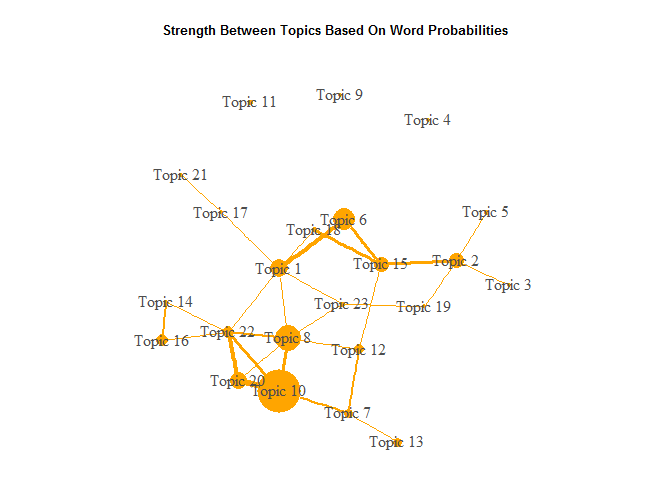 Strength Between Topics Based On Word Probabilities
Topic 9
Topic 11
Topic 4
Topic 21
Topic 17
Topic 5
Topic 6
Topic 18
Topic 2
Topic 15
Topic 1
Topic 3
Topic 14
Topic 23
Topic 19
Topic 22
Topic 8
Topic 16
Topic 12
Topic 20
Topic 10
Topic 7
Topic 13